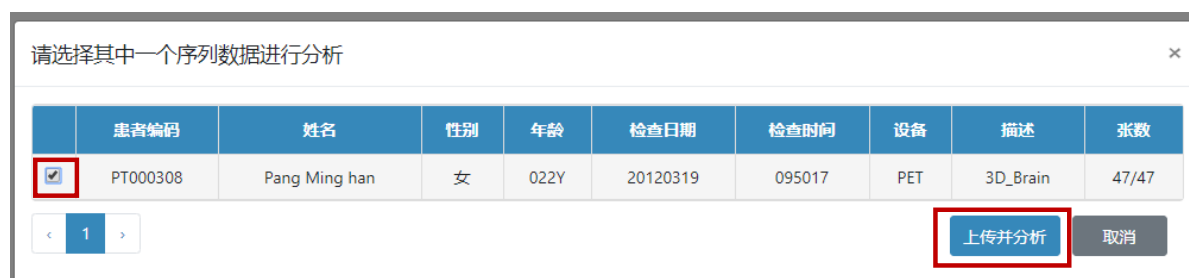 请选择其中一个序列数据进行分析 ×
患者编码 姓名 性别 年龄 检查日期 检查时间 设备 描述 张数
PT000308 Pang Ming han 女 022Y 20120319 095017 PET 3D_Brain 47/47
‹ 1 › 上传并分析 取消